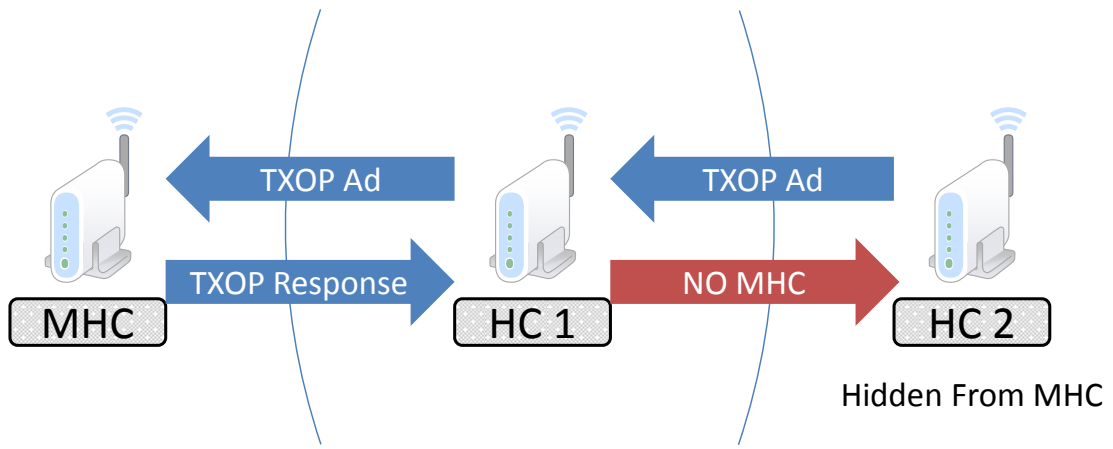 TXOP Ad
TXOP Ad
TXOP Response
NO MHC
MHC
HC 1
HC 2
Hidden From MHC